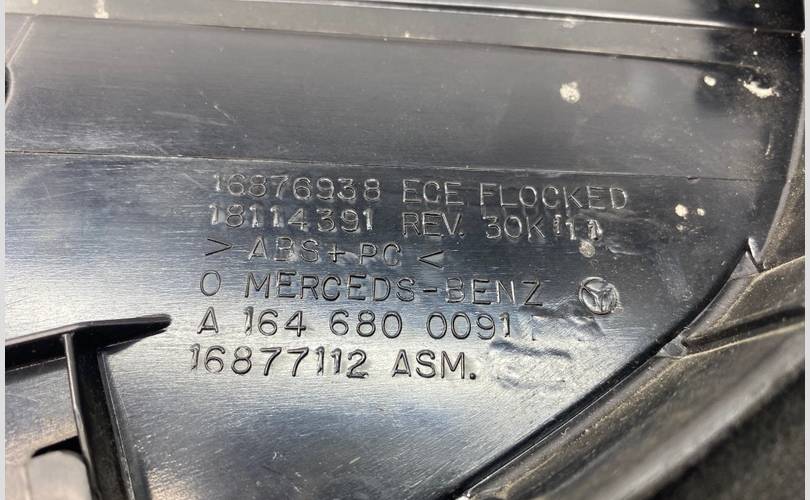 16876938 ECE FLOCKED
18114391 REV. 30K
> ABS+PC <
O MERCEDS-BENZ
A 164 680 0091
16877112 ASM.